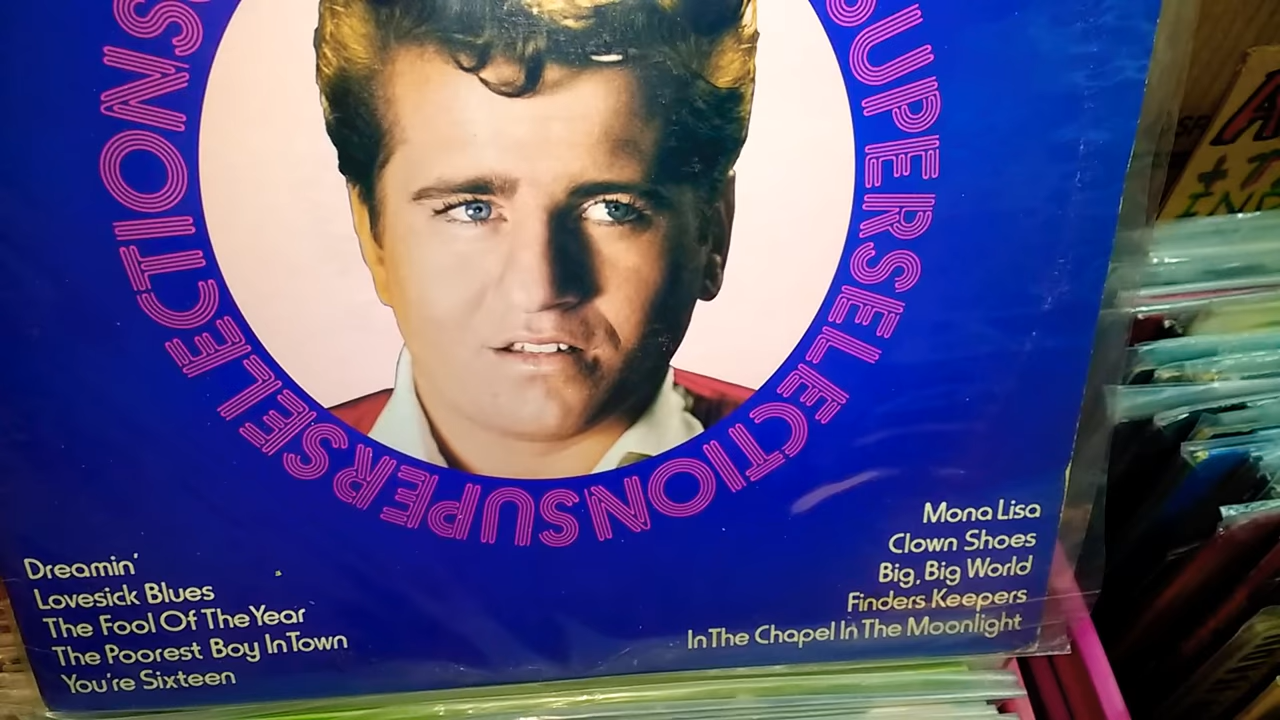 SUPERSELECTIONSUPERSELECTIONS
Dreamin'
Lovesick Blues
The Fool Of The Year
The Poorest Boy In Town
You're Sixteen
Mona Lisa
Clown Shoes
Big, Big World
Finders Keepers
In The Chapel In The Moonlight